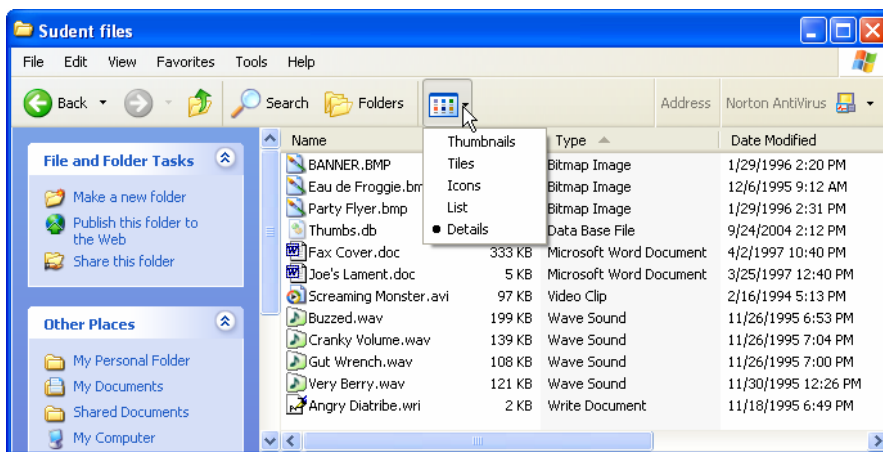 Sudent files
File Edit View Favorites Tools Help
Back Search Folders Address Norton AntiVirus
File and Folder Tasks
Make a new folder
Publish this folder to
the Web
Share this folder
Other Places
My Personal Folder
My Documents
Shared Documents
My Computer
Thumbnails
Tiles
Icons
List
Details
Name Type Date Modified
BANNER.BMP Bitmap Image 1/29/1996 2:20 PM
Eau de Froggie.bm Bitmap Image 12/6/1995 9:12 AM
Party Flyer.bmp Bitmap Image 1/29/1996 2:31 PM
Thumbs.db Data Base File 9/24/2004 2:12 PM
Fax Cover.doc 333 KB Microsoft Word Document 4/2/1997 10:40 PM
Joe's Lament.doc 5 KB Microsoft Word Document 3/25/1997 12:40 PM
Screaming Monster.avi 97 KB Video Clip 2/16/1994 5:13 PM
Buzzed.wav 199 KB Wave Sound 11/26/1995 6:53 PM
Cranky Volume.wav 139 KB Wave Sound 11/26/1995 7:04 PM
Gut Wrench.wav 108 KB Wave Sound 11/26/1995 7:00 PM
Very Berry.wav 121 KB Wave Sound 11/30/1995 12:26 PM
Angry Diatribe.wri 2 KB Write Document 11/18/1995 6:49 PM